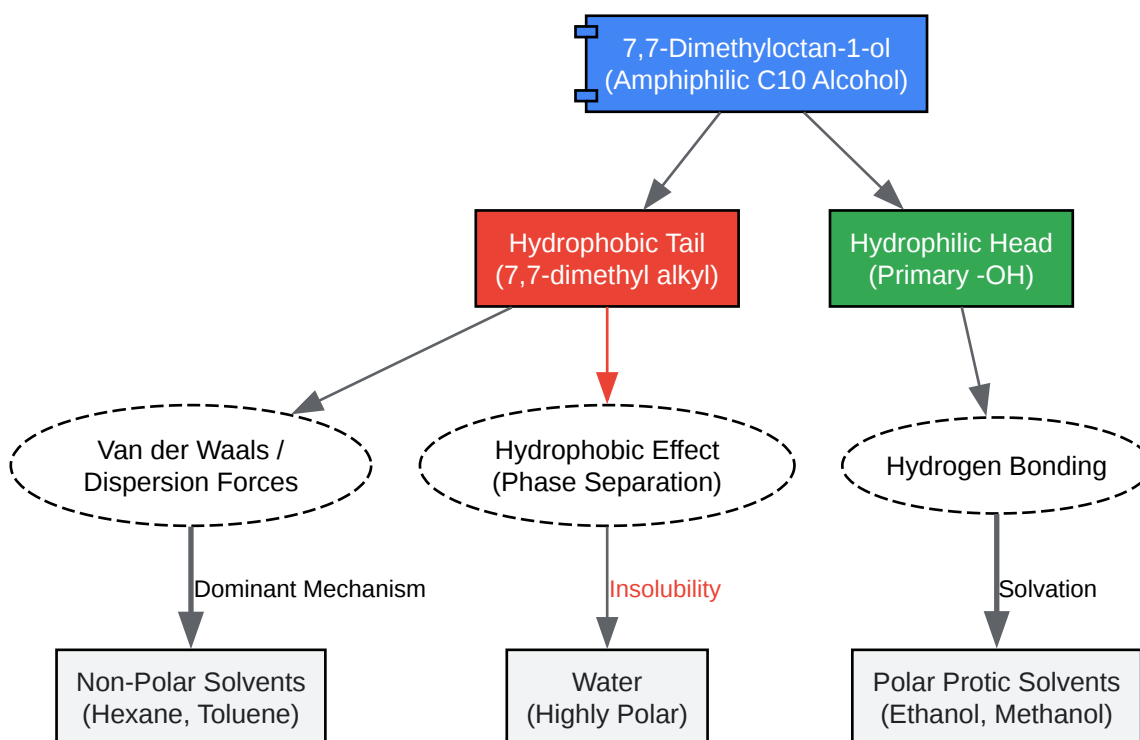 7,7-Dimethyloctan-1-ol
(Amphiphilic C10 Alcohol)
Hydrophobic Tail
(7,7-dimethyl alkyl)
Hydrophilic Head
(Primary -OH)
Van der Waals /
Dispersion Forces
Hydrophobic Effect
(Phase Separation)
Hydrogen Bonding
Dominant Mechanism
Insolubility
Solvation
Non-Polar Solvents
(Hexane, Toluene)
Water
(Highly Polar)
Polar Protic Solvents
(Ethanol, Methanol)